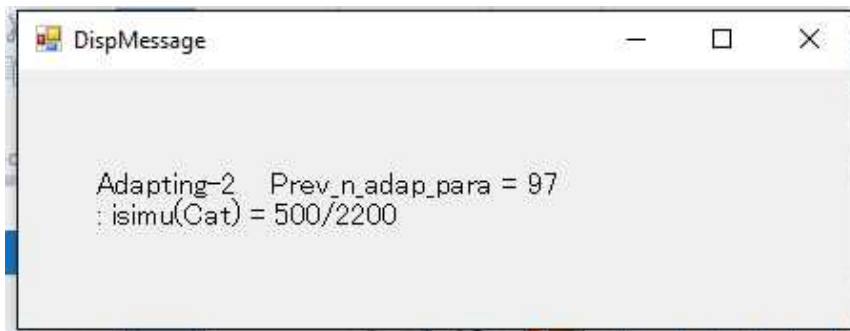 DispMessage
Adapting-2 Prev_n_adap_para = 97
: isimu(Cat) = 500/2200